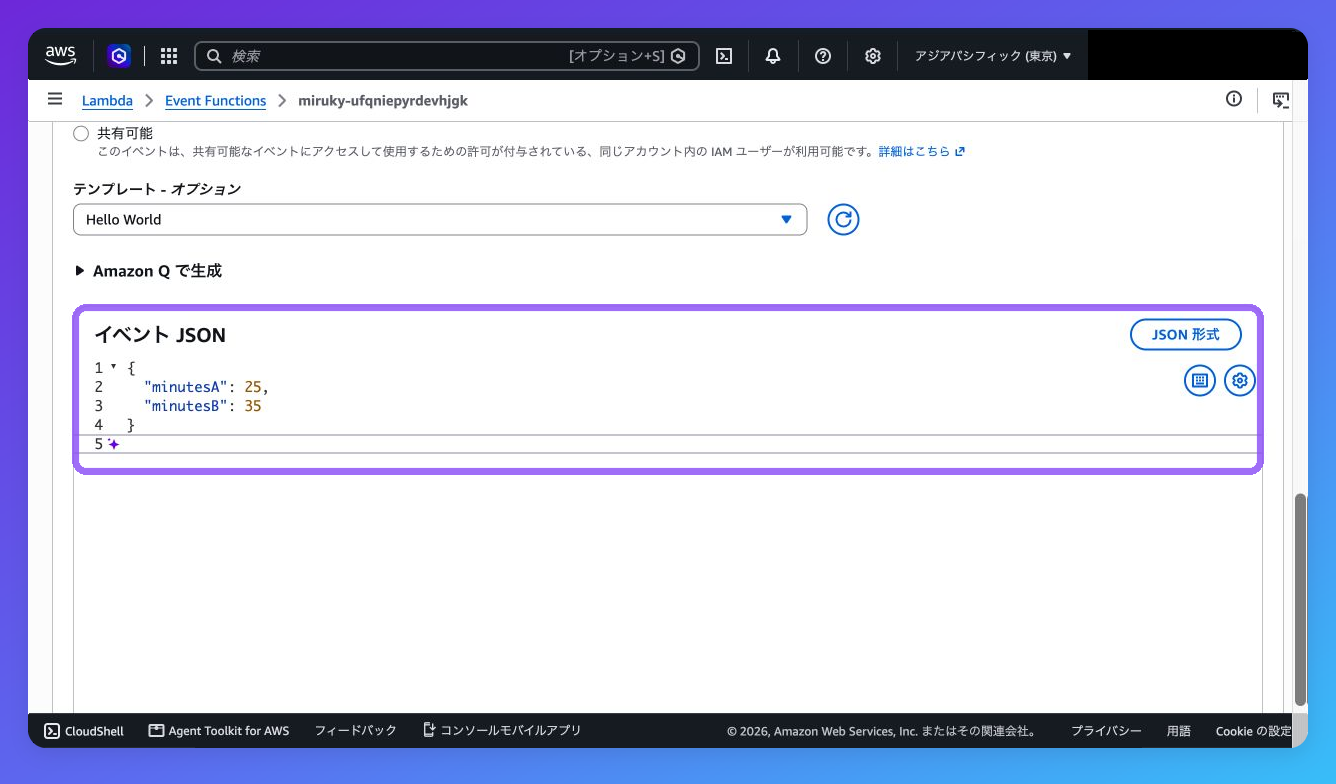 aws
検索
[オプション+S]
アジアパシフィック (東京)
Lambda
Event Functions
miruky-ufqniepyrdevhjgk
共有可能
このイベントは、共有可能なイベントにアクセスして使用するための許可が付与されている、同じアカウント内の IAM ユーザーが利用可能です。詳細はこちら
テンプレート - オプション
Hello World
Amazon Q で生成
イベント JSON
JSON 形式
1 {
2 "minutesA": 25,
3 "minutesB": 35
4 }
5
CloudShell
Agent Toolkit for AWS
フィードバック
コンソールモバイルアプリ
© 2026, Amazon Web Services, Inc. またはその関連会社。
プライバシー
用語
Cookie の設定